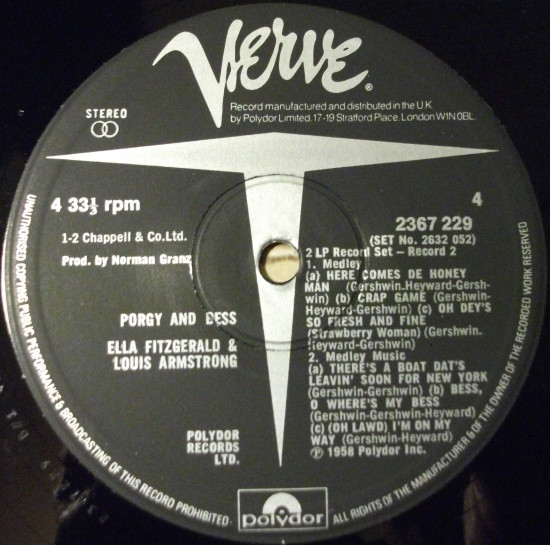 Verve®
Record manufactured and distributed in the U K
by Polydor Limited. 17-19 Stratford Place. London W1N 0BL.
STEREO
4 33⅓ rpm
4
2367 229
(SET No. 2632 052)
1-2 Chappell & Co. Ltd.
Prod. by Norman Granz
2 LP Record Set – Record 2
1. Medley
(a) HERE COMES DE HONEY
MAN (Gershwin-Heyward-Gersh-
win) (b) CRAP GAME (Gershwin-
Heyward-Gershwin) (c) OH DEY'S
SO FRESH AND FINE
(Strawberry Woman) (Gershwin-
Heyward-Gershwin)
2. Medley Music
(a) THERE'S A BOAT DAT'S
LEAVIN' SOON FOR NEW YORK
(Gershwin-Gershwin) (b) BESS,
O WHERE'S MY BESS
(Gershwin-Gershwin-Heyward)
(c) (OH LAWD) I'M ON MY
WAY (Gershwin-Heyward)
℗ 1958 Polydor Inc.
PORGY AND BESS
ELLA FITZGERALD &
LOUIS ARMSTRONG
POLYDOR
RECORDS
LTD.
polydor
UNAUTHORISED COPYING PUBLIC PERFORMANCE & BROADCASTING OF THIS RECORD PROHIBITED · ALL RIGHTS OF THE MANUFACTURER & OF THE OWNER OF THE RECORDED WORK RESERVED